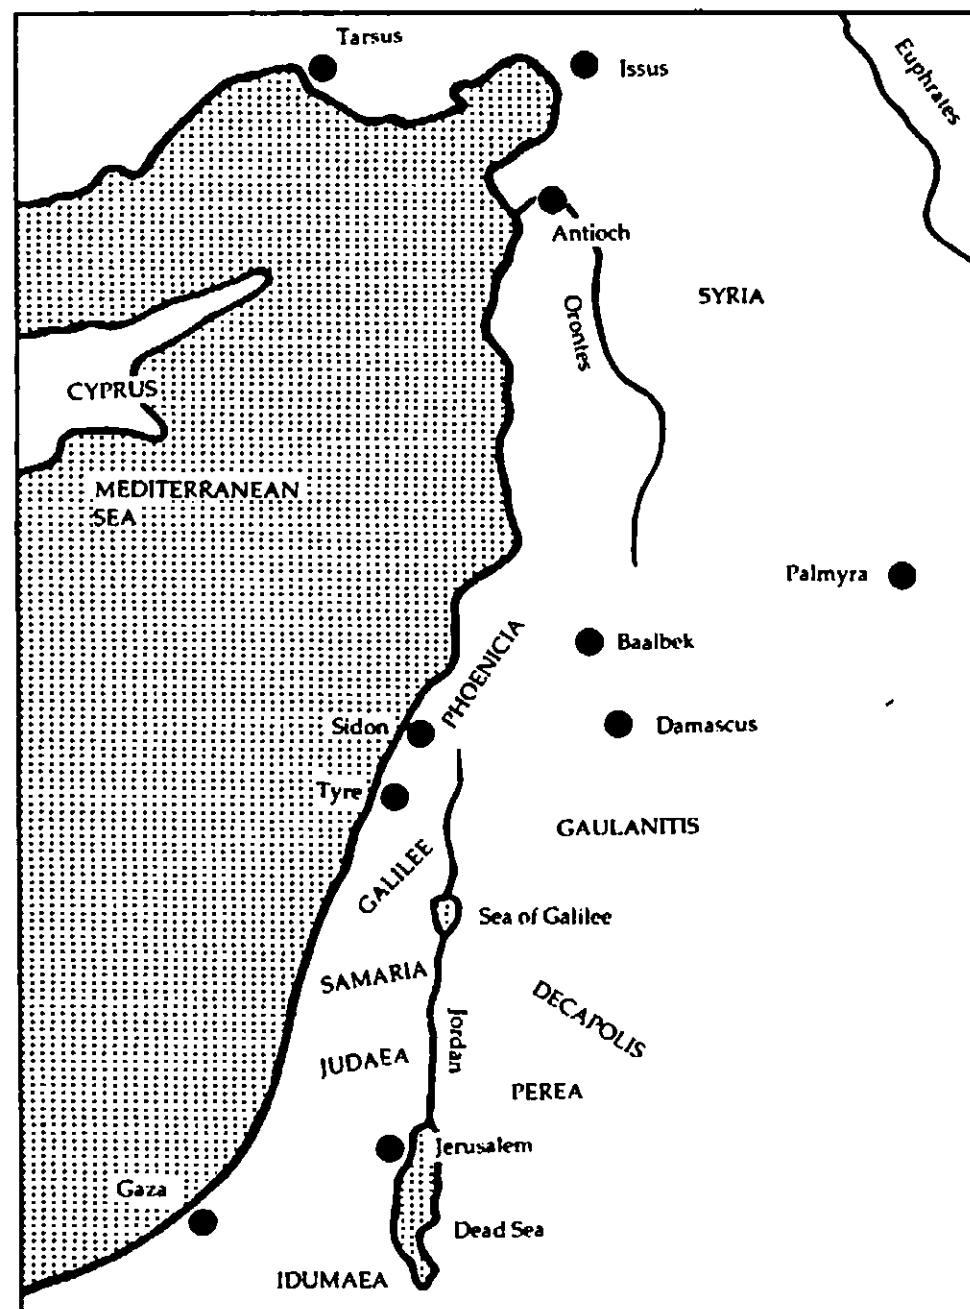 Tarsus
Issus
Euphrates
Antioch
SYRIA
Orontes
CYPRUS
MEDITERRANEAN
SEA
Palmyra
Baalbek
PHOENICIA
Sidon
Damascus
Tyre
GAULANITIS
GALILEE
Sea of Galilee
SAMARIA
DECAPOLIS
Jordan
JUDAEA
PEREA
Jerusalem
Gaza
Dead Sea
IDUMAEA